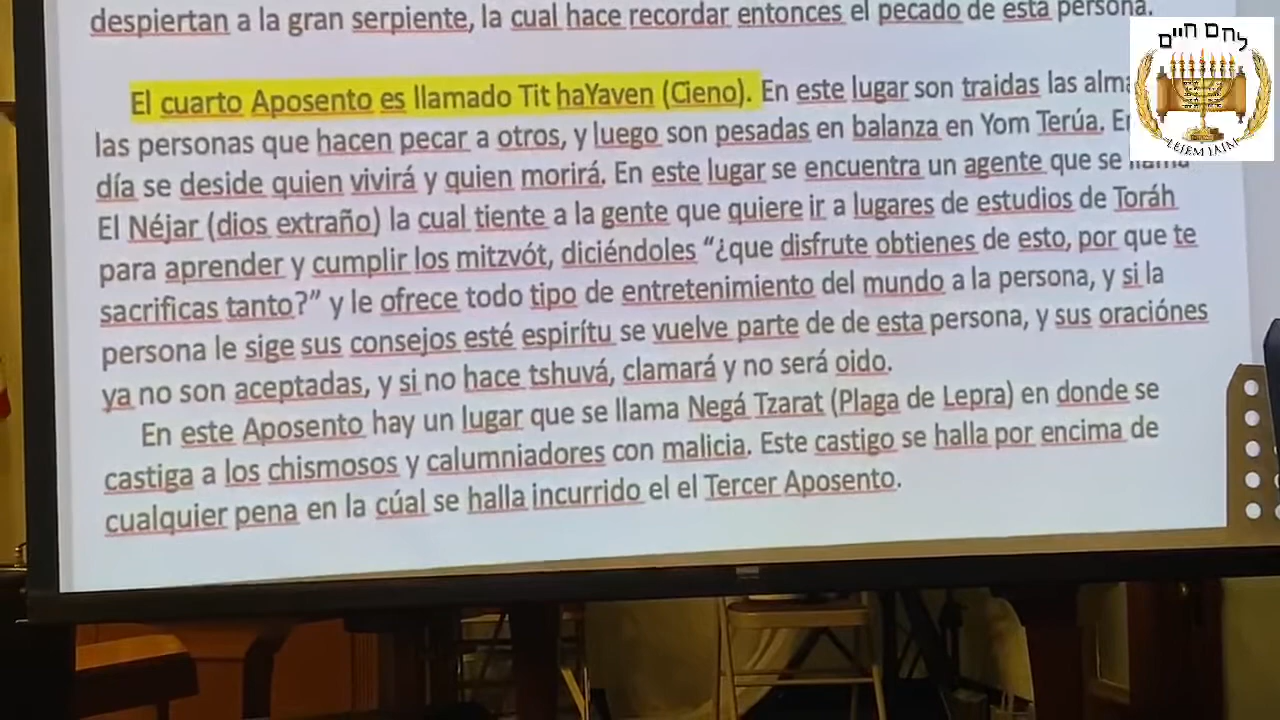 despiertan a la gran serpiente, la cual hace recordar entonces el pecado de esta persona.
El cuarto Aposento es llamado Tit haYaven (Cieno). En este lugar son traidas las
las personas que hacen pecar a otros, y luego son pesadas en balanza en Yom Terúa.
día se deside quien vivirá y quien morirá. En este lugar se encuentra un agente que se
El Néjar (dios extraño) la cual tiente a la gente que quiere ir a lugares de estudios de Toráh
para aprender y cumplir los mitzvót, diciéndoles “¿que disfrute obtienes de esto, por que te
sacrificas tanto?” y le ofrece todo tipo de entretenimiento del mundo a la persona, y si la
persona le sige sus consejos esté espirítu se vuelve parte de de esta persona, y sus oraciónes
ya no son aceptadas, y si no hace tshuvá, clamará y no será oido.
En este Aposento hay un lugar que se llama Negá Tzarat (Plaga de Lepra) en donde se
castiga a los chismosos y calumniadores con malicia. Este castigo se halla por encima de
cualquier pena en la cúal se halla incurrido el el Tercer Aposento.
לחם חיים
LEJEM JAIM